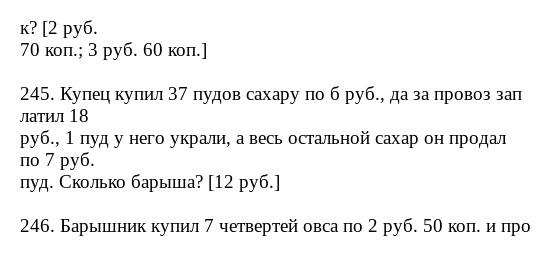 к? [2 руб.
70 коп.; 3 руб. 60 коп.]
245. Купец купил 37 пудов сахару по б руб., да за провоз зап
латил 18
руб., 1 пуд у него украли, а весь остальной сахар он продал
по 7 руб.
пуд. Сколько барыша? [12 руб.]
246. Барышник купил 7 четвертей овса по 2 руб. 50 коп. и про